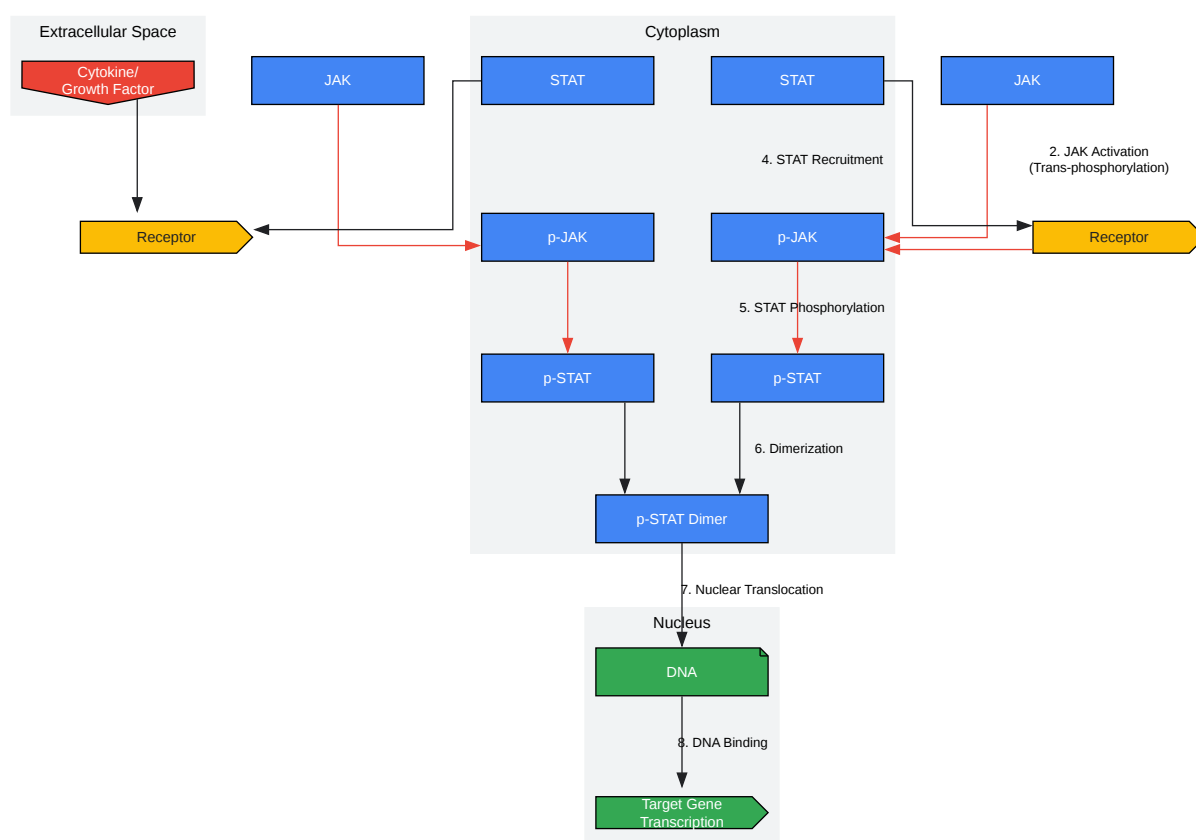 Extracellular Space
Cytoplasm
Cytokine/
Growth Factor
JAK
STAT
STAT
JAK
4. STAT Recruitment
2. JAK Activation
(Trans-phosphorylation)
Receptor
p-JAK
p-JAK
Receptor
5. STAT Phosphorylation
p-STAT
p-STAT
6. Dimerization
p-STAT Dimer
7. Nuclear Translocation
Nucleus
DNA
8. DNA Binding
Target Gene
Transcription